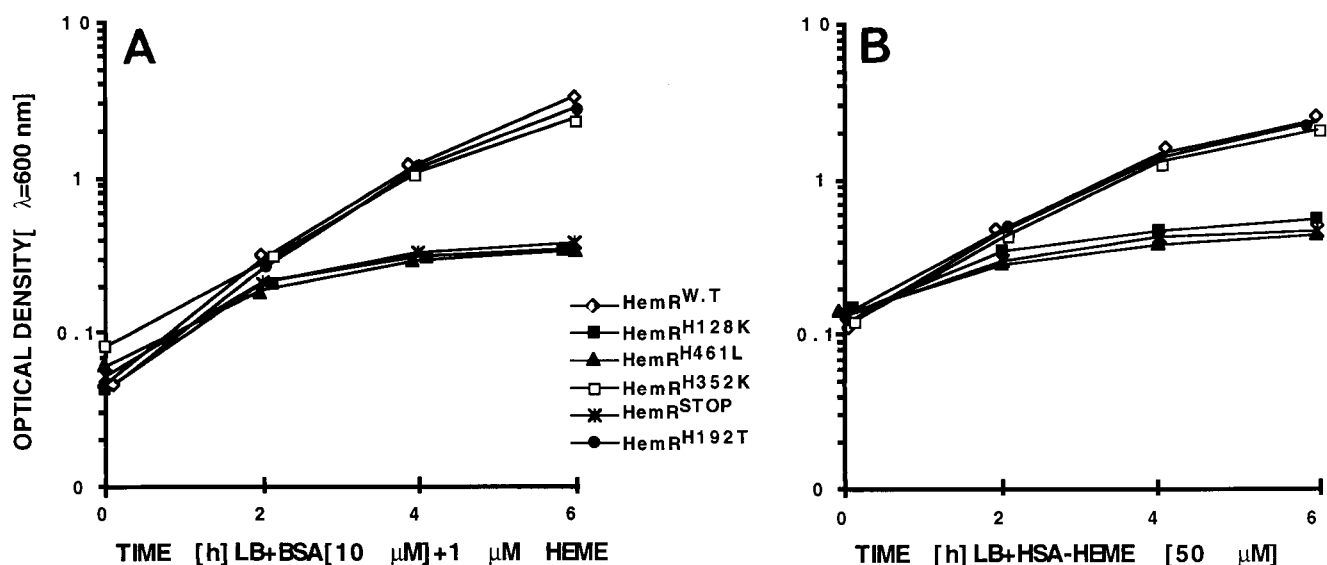 A
OPTICAL DENSITY[ λ=600 nm]
10
1
0.1
0
0 2 4 6
TIME [h] LB+BSA[10 μM]+1 μM HEME
HemR W.T
HemR H128K
HemR H461L
HemR H352K
HemR STOP
HemR H192T
B
10
1
0.1
0
0 2 4 6
TIME [h] LB+HSA-HEME [50 μM]